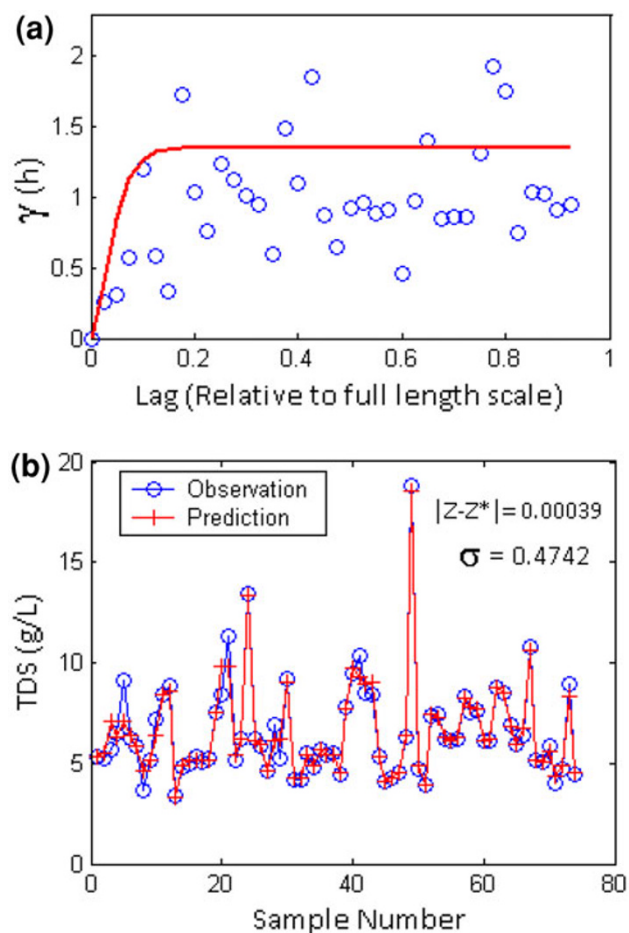 (a)
2
1.5
1
0.5
0
γ (h)
0 0.2 0.4 0.6 0.8 1
Lag (Relative to full length scale)
(b)
20
15
10
5
0
TDS (g/L)
Observation
Prediction
|Z-Z*| = 0.00039
σ = 0.4742
0 20 40 60 80
Sample Number